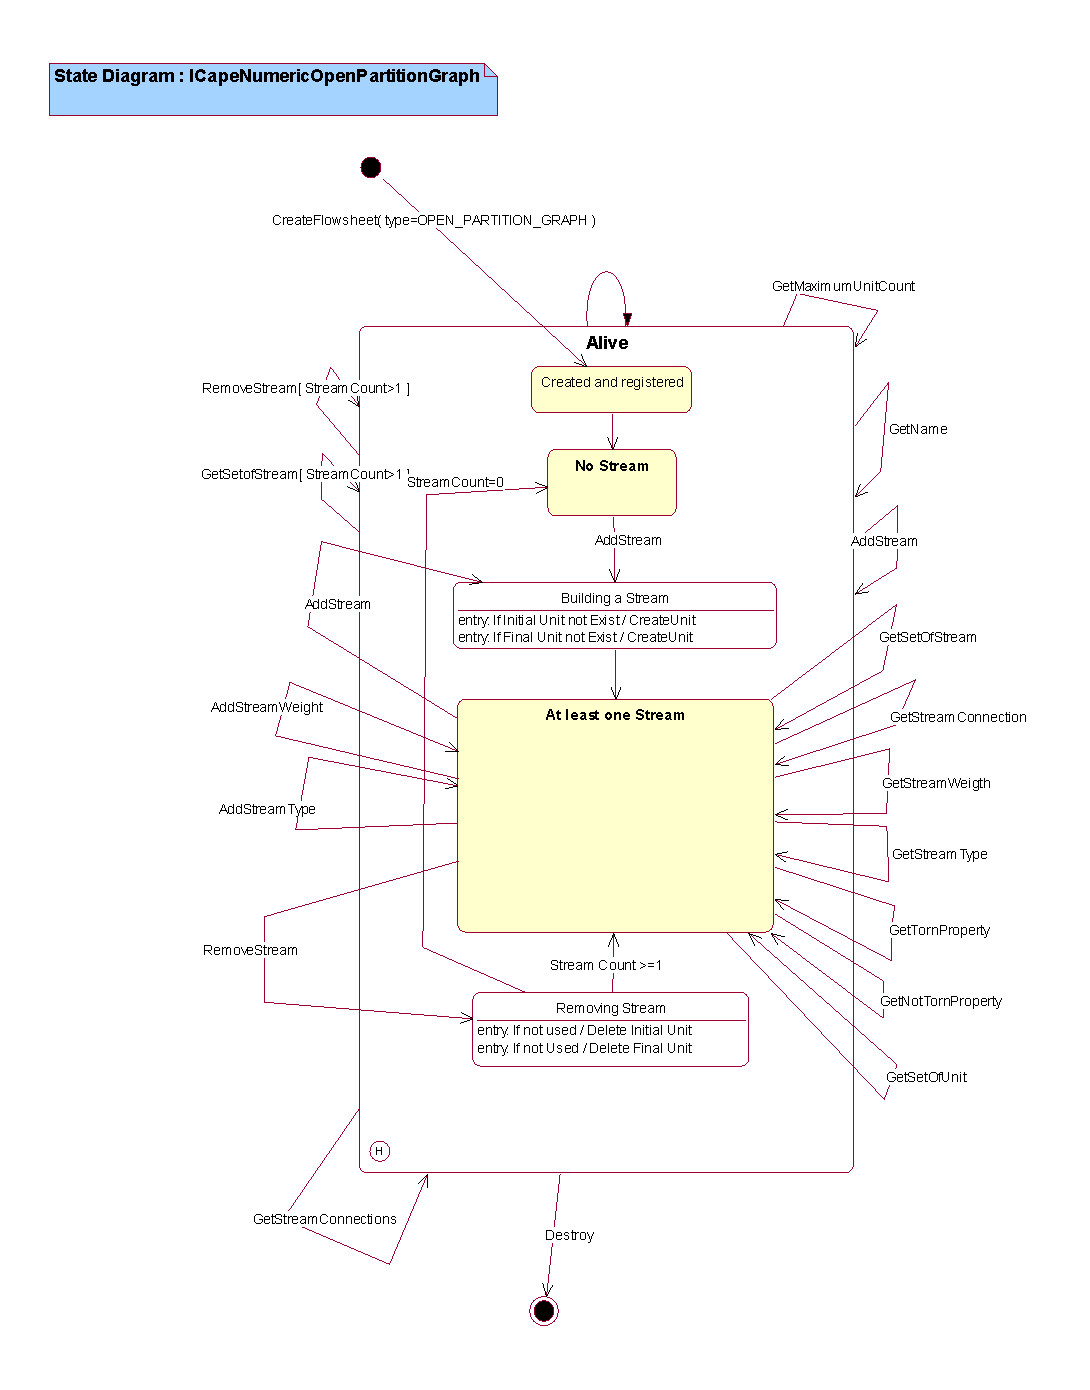 State Diagram : ICapeNumericOpenPartitionGraph
CreateFlowsheet( type=OPEN_PARTITION_GRAPH )
GetMaximumUnitCount
Alive
Created and registered
RemoveStream[ StreamCount>1 ]
GetName
No Stream
GetSetofStream[ StreamCount>1 ]
StreamCount=0
AddStream
AddStream
Building a Stream
AddStream
entry: If Initial Unit not Exist / CreateUnit
entry: If Final Unit not Exist / CreateUnit
GetSetOfStream
AddStreamWeight
At least one Stream
GetStreamConnection
GetStreamWeigth
AddStreamType
GetStreamType
GetTornProperty
RemoveStream
Stream Count >=1
GetNotTornProperty
Removing Stream
entry: If not used / Delete Initial Unit
entry: If not Used / Delete Final Unit
GetSetOfUnit
H
GetStreamConnections
Destroy